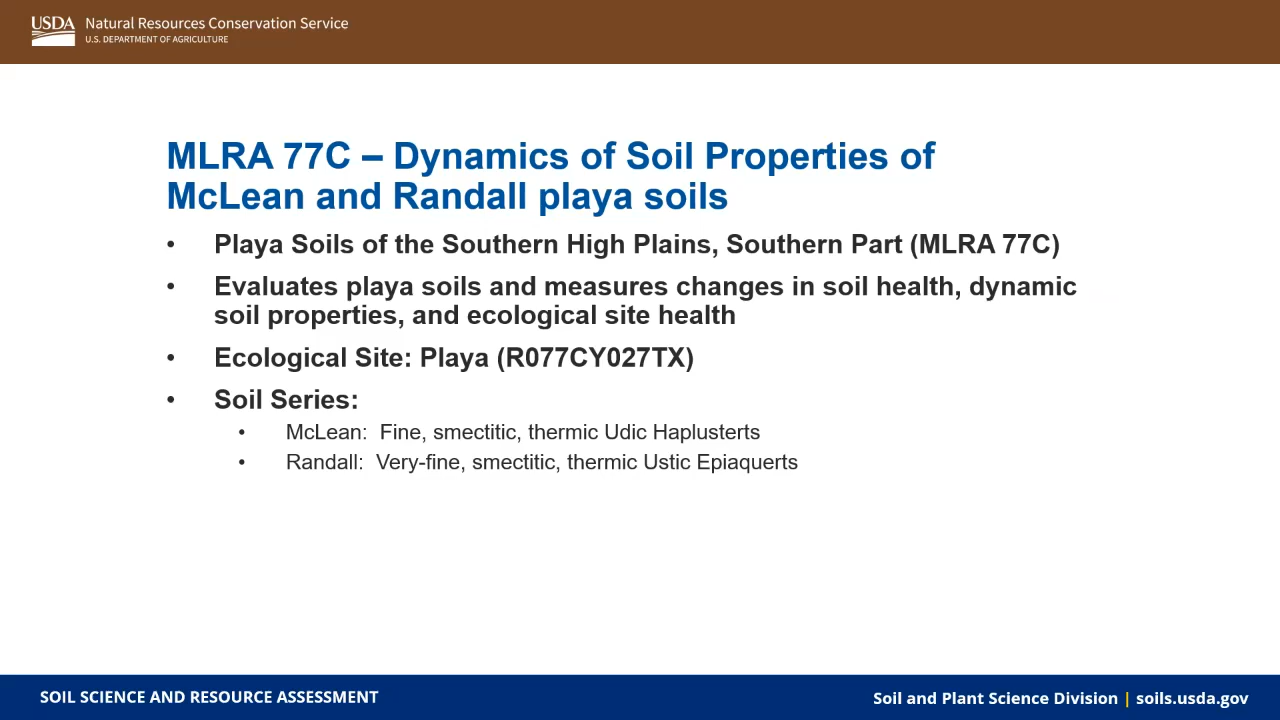 USDA
Natural Resources Conservation Service
U.S. DEPARTMENT OF AGRICULTURE
MLRA 77C – Dynamics of Soil Properties of
McLean and Randall playa soils
• Playa Soils of the Southern High Plains, Southern Part (MLRA 77C)
• Evaluates playa soils and measures changes in soil health, dynamic
soil properties, and ecological site health
• Ecological Site: Playa (R077CY027TX)
• Soil Series:
• McLean:  Fine, smectitic, thermic Udic Haplusterts
• Randall:  Very-fine, smectitic, thermic Ustic Epiaquerts
SOIL SCIENCE AND RESOURCE ASSESSMENT
Soil and Plant Science Division | soils.usda.gov